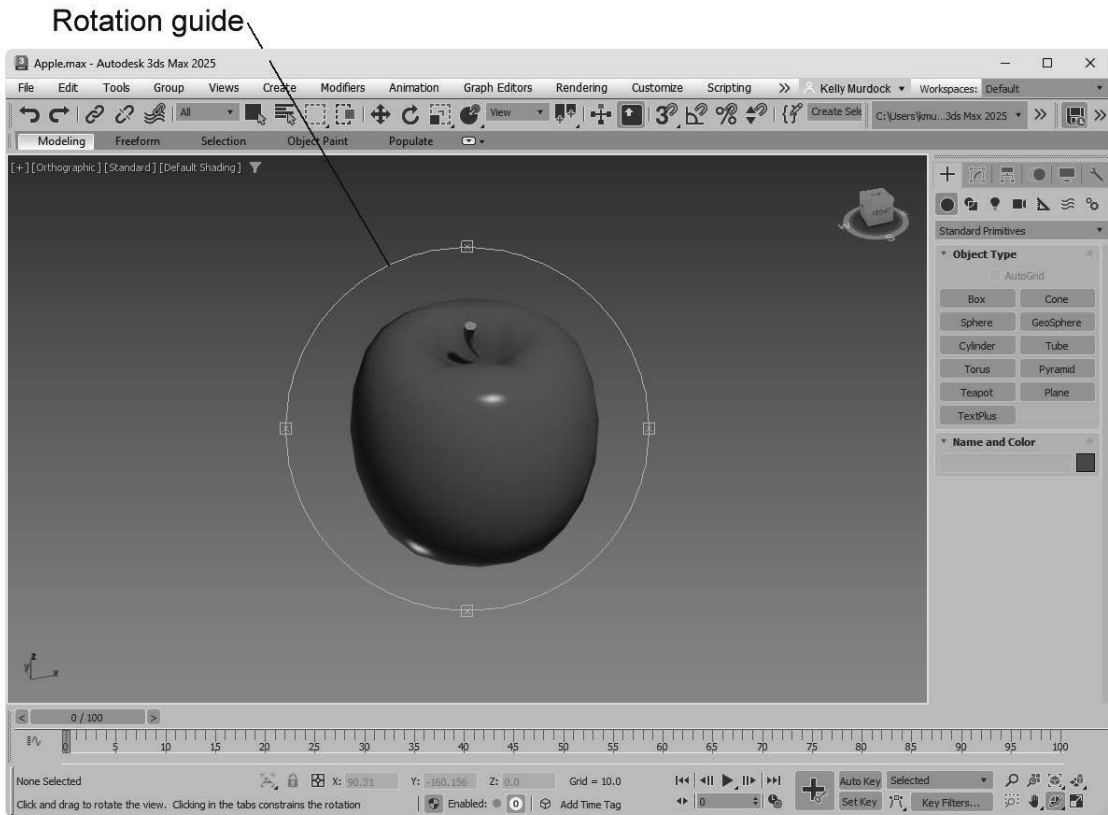 Rotation guide
Apple.max - Autodesk 3ds Max 2025
File Edit Tools Group Views Create Modifiers Animation Graph Editors Rendering Customize Scripting >> Kelly Murdock Workspaces: Default
All View Create Sele C:\Users\kmu...3ds Max 2025 >> >>
Modeling Freeform Selection Object Paint Populate
[+] [Orthographic] [Standard] [Default Shading]
Standard Primitives
Object Type
AutoGrid
Box Cone
Sphere GeoSphere
Cylinder Tube
Torus Pyramid
Teapot Plane
TextPlus
Name and Color
z
y x
< 0 / 100 >
0 5 10 15 20 25 30 35 40 45 50 55 60 65 70 75 80 85 90 95 100
None Selected X: 90.31 Y: -160.156 Z: 0.0 Grid = 10.0 Auto Key Selected
Click and drag to rotate the view. Clicking in the tabs constrains the rotation Enabled: 0 Add Time Tag 0 Set Key Key Filters...